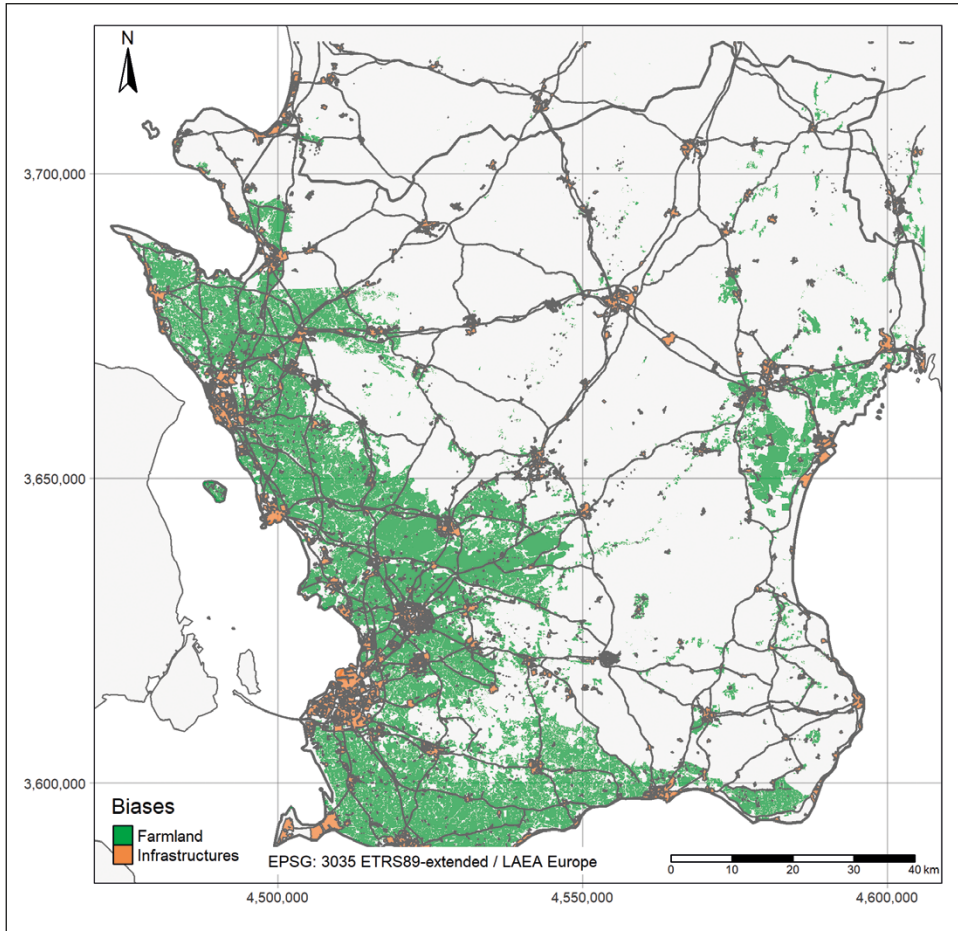 N
3,700,000
3,650,000
3,600,000
Biases
Farmland
Infrastructures
EPSG: 3035 ETRS89-extended / LAEA Europe
0 10 20 30 40 km
4,500,000 4,550,000 4,600,000